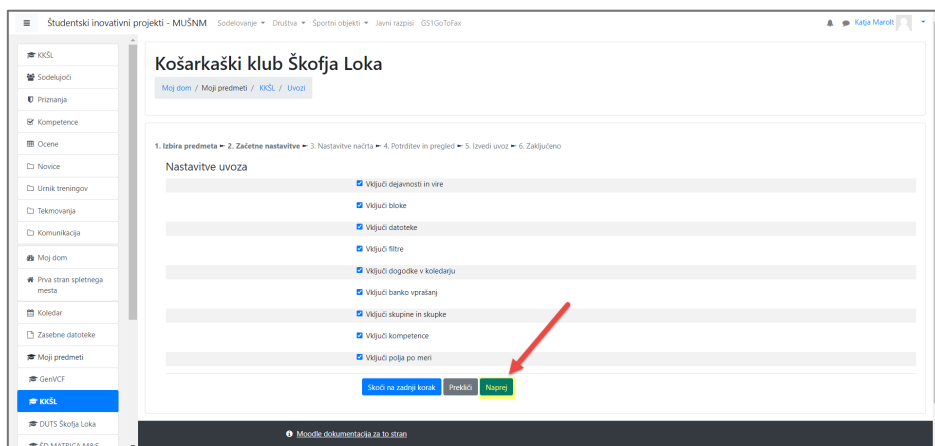 Študentski inovativni projekti - MUŠNM Sodelovanje Društva Športni objekti Javni razpisi GS1GoToFax Katja Marolt
KKŠL
Sodelujoči
Priznanja
Kompetence
Ocene
Novice
Urnik treningov
Tekmovanja
Komunikacija
Moj dom
Prva stran spletnega
mesta
Koledar
Zasebne datoteke
Moji predmeti
GenVCF
KKŠL
DUTS Škofja Loka
ŠD MATRICA M&S
Košarkaški klub Škofja Loka
Moj dom / Moji predmeti / KKŠL / Uvozi
1. Izbira predmeta ► 2. Začetne nastavitve ► 3. Nastavitve načrta ► 4. Potrditev in pregled ► 5. Izvedi uvoz ► 6. Zaključeno
Nastavitve uvoza
Vključi dejavnosti in vire
Vključi bloke
Vključi datoteke
Vključi filtre
Vključi dogodke v koledarju
Vključi banko vprašanj
Vključi skupine in skupke
Vključi kompetence
Vključi polja po meri
Skoči na zadnji korak Prekliči Naprej
Moodle dokumentacija za to stran